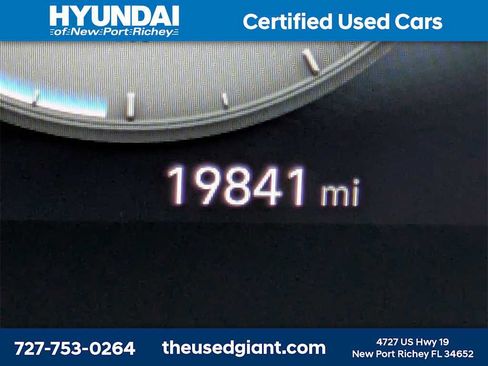 HYUNDAI
of New Port Richey
Certified Used Cars
19841 mi
727-753-0264
theusedgiant.com
4727 US Hwy 19
New Port Richey FL 34652